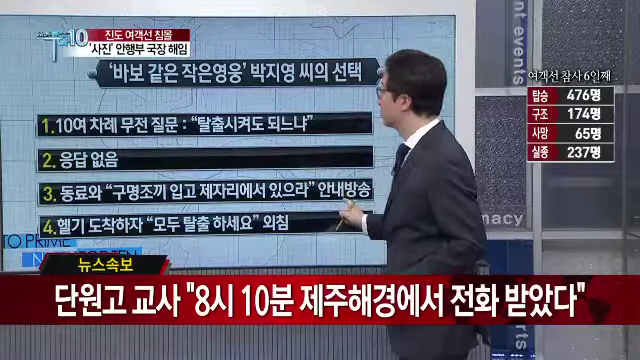 진도 여객선 침몰
'사진' 안행부 국장 해임
'바보 같은 작은영웅' 박지영 씨의 선택
1.10여 차례 무전 질문 : “탈출시켜도 되느냐”
2. 응답 없음
3. 동료와 “구명조끼 입고 제자리에서 있으라” 안내방송
4.헬기 도착하자 “모두 탈출 하세요” 외침
여객선 참사 6일째
탑승 476명
구조 174명
사망 65명
실종 237명
nt events
macy
TO PRIME
뉴스속보
단원고 교사 "8시 10분 제주해경에서 전화 받았다"